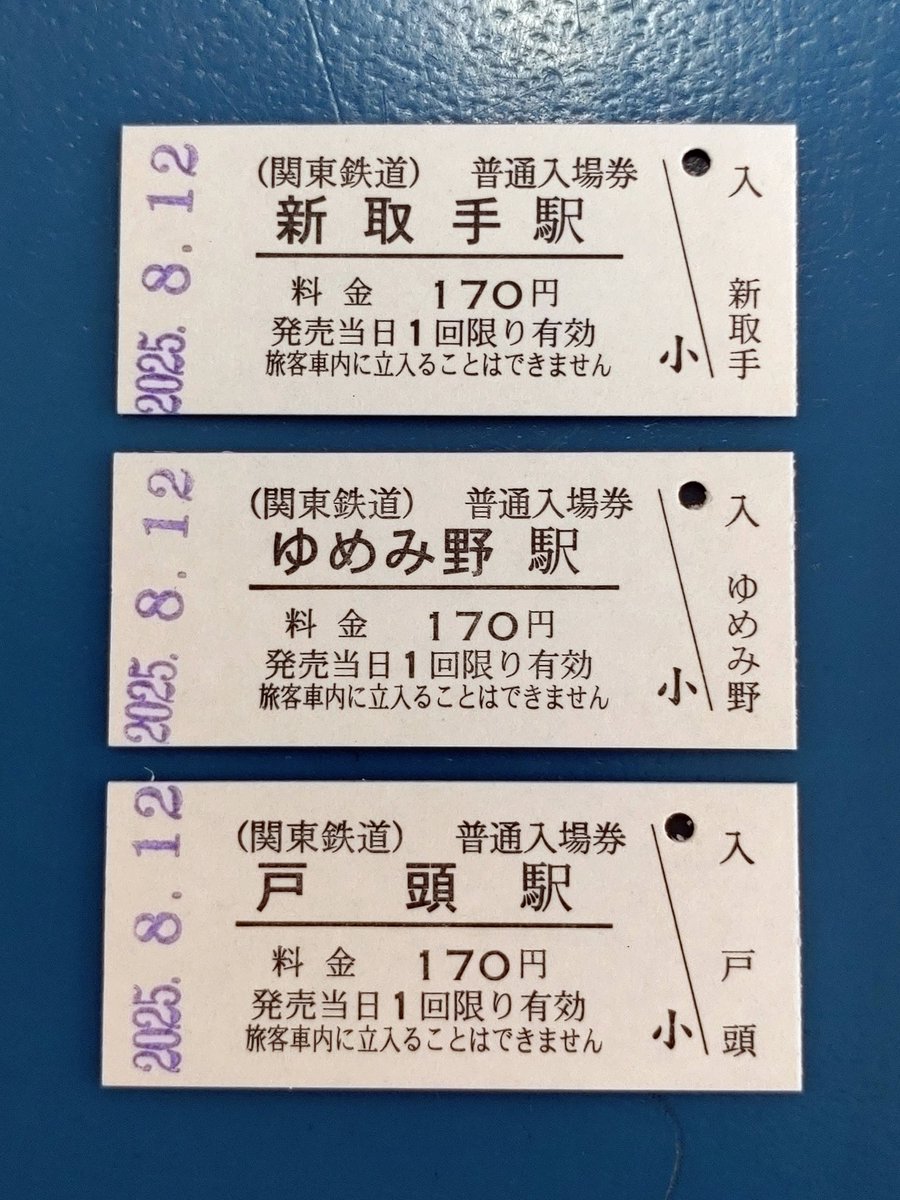 2025. 8. 12
(関東鉄道) 普通入場券
新取手駅
料金 170円
発売当日1回限り有効
旅客車内に立入ることはできません
小
入
新取手
2025. 8. 12
(関東鉄道) 普通入場券
ゆめみ野駅
料金 170円
発売当日1回限り有効
旅客車内に立入ることはできません
小
入
ゆめみ野
2025. 8. 12
(関東鉄道) 普通入場券
戸頭駅
料金 170円
発売当日1回限り有効
旅客車内に立入ることはできません
小
入
戸頭